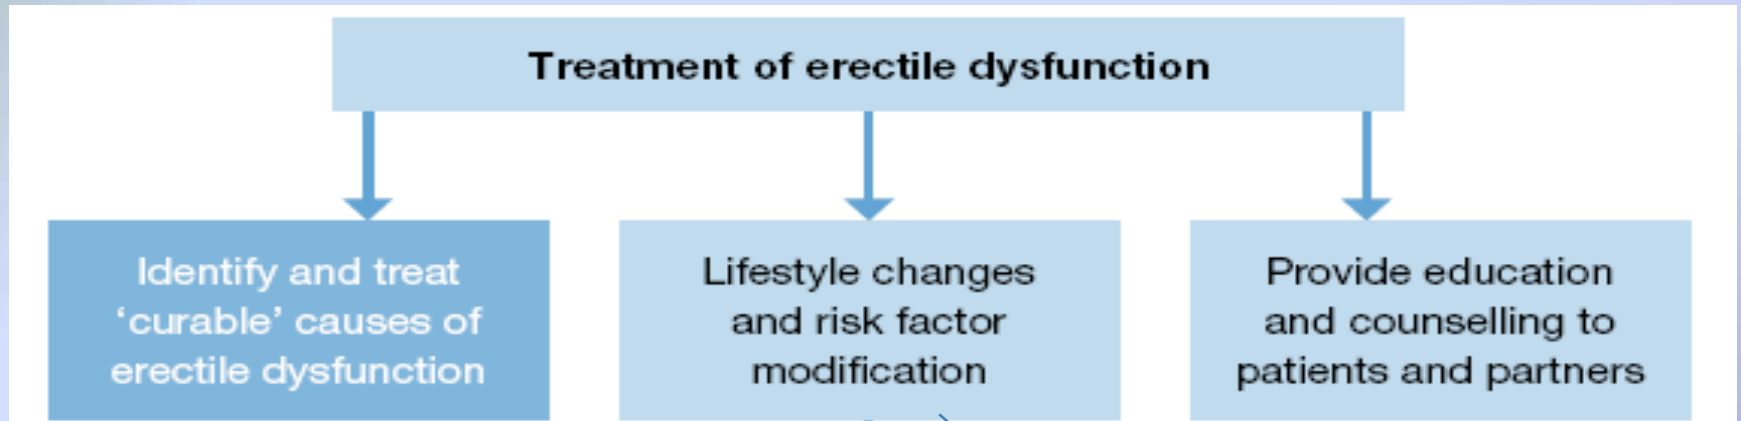 Treatment of erectile dysfunction
Identify and treat
‘curable’ causes of
erectile dysfunction
Lifestyle changes
and risk factor
modification
Provide education
and counselling to
patients and partners